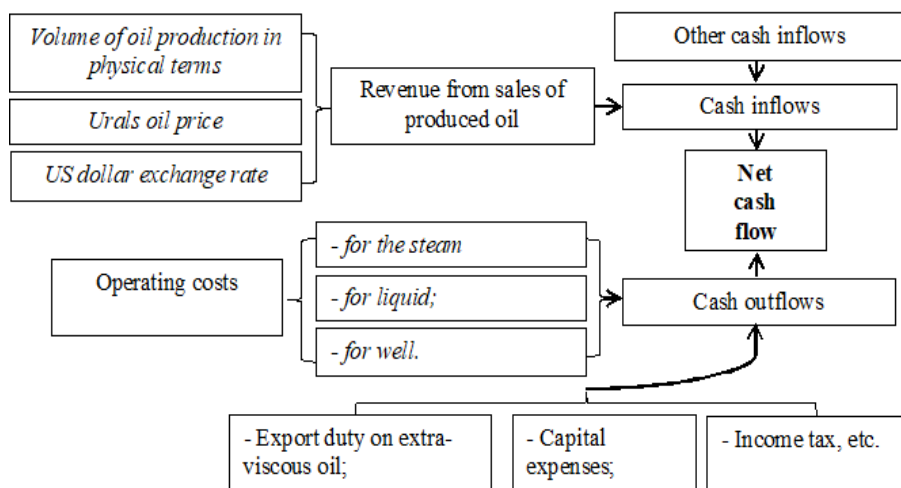 Volume of oil production in
physical terms
Urals oil price
US dollar exchange rate
Revenue from sales of
produced oil
Other cash inflows
Cash inflows
Net
cash
flow
Operating costs
- for the steam
- for liquid;
- for well.
Cash outflows
- Export duty on extra-
viscous oil;
- Capital
expenses;
- Income tax, etc.